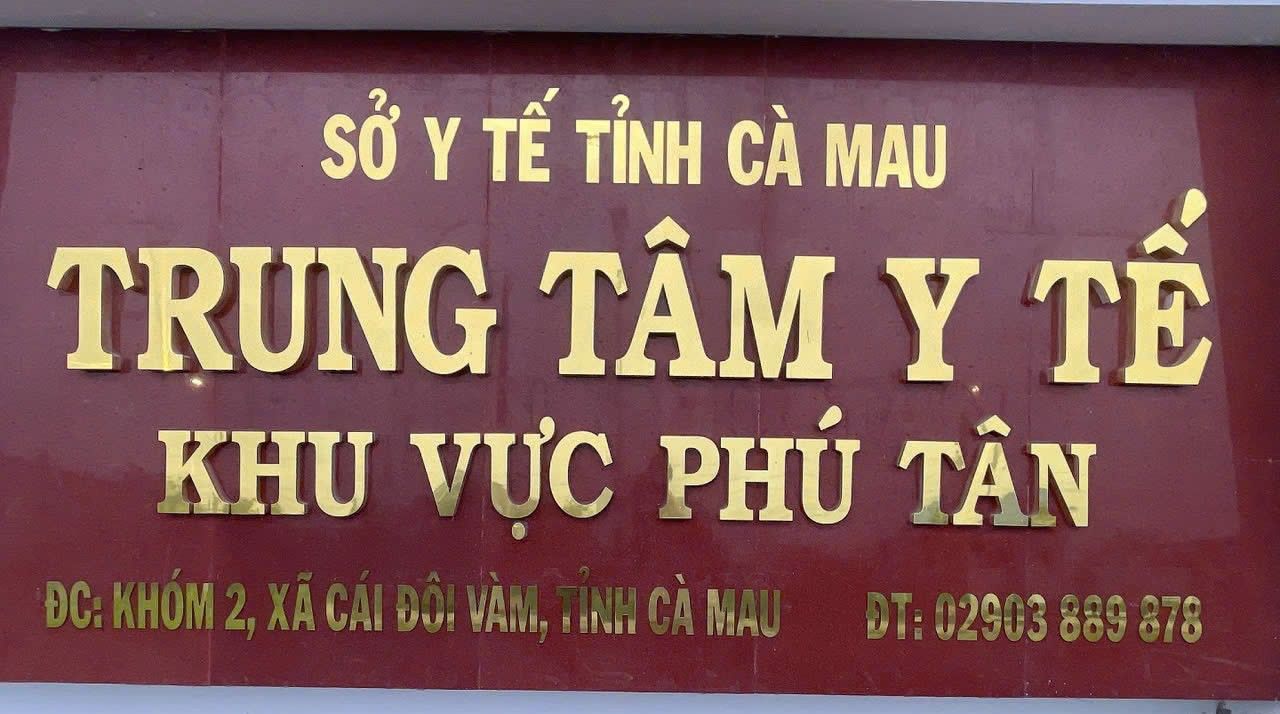 SỞ Y TẾ TỈNH CÀ MAU
TRUNG TÂM Y TẾ
KHU VỰC PHÚ TÂN
ĐC: KHÓM 2, XÃ CÁI ĐÔI VÀM, TỈNH CÀ MAU ĐT: 02903 889 878